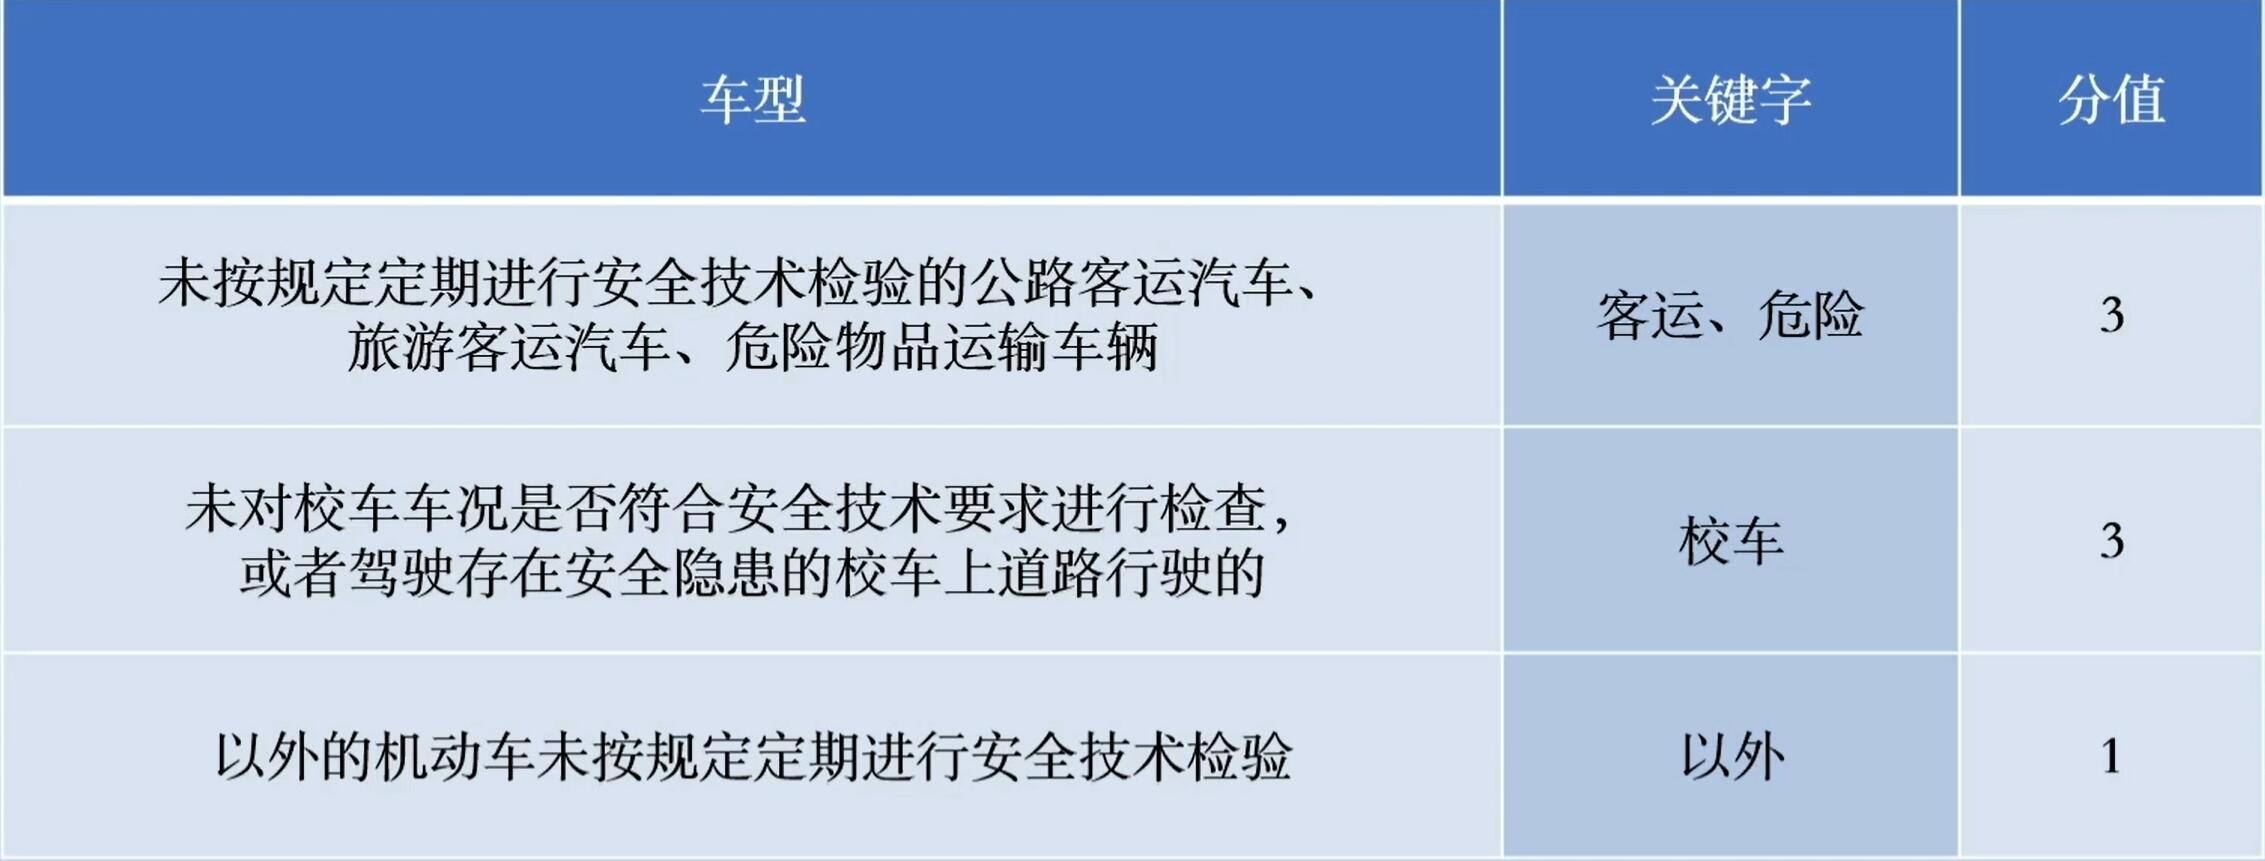 车型
关键字
分值
未按规定定期进行安全技术检验的公路客运汽车、
旅游客运汽车、危险物品运输车辆
客运、危险
3
未对校车车况是否符合安全技术要求进行检查,
或者驾驶存在安全隐患的校车上道路行驶的
校车
3
以外的机动车未按规定定期进行安全技术检验
以外
1